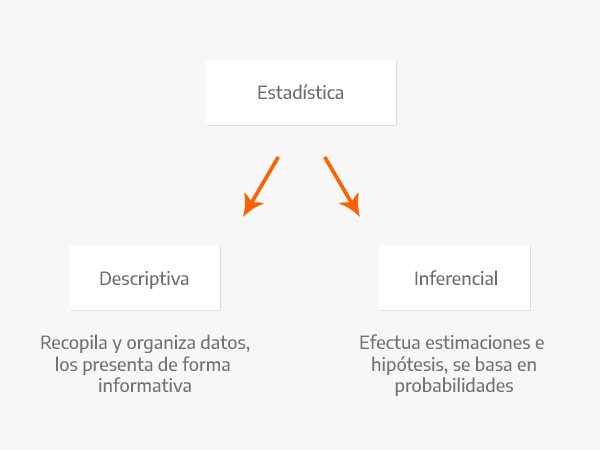 Estadística
Descriptiva
Recopila y organiza datos,
los presenta de forma
informativa
Inferencial
Efectua estimaciones e
hipótesis, se basa en
probabilidades